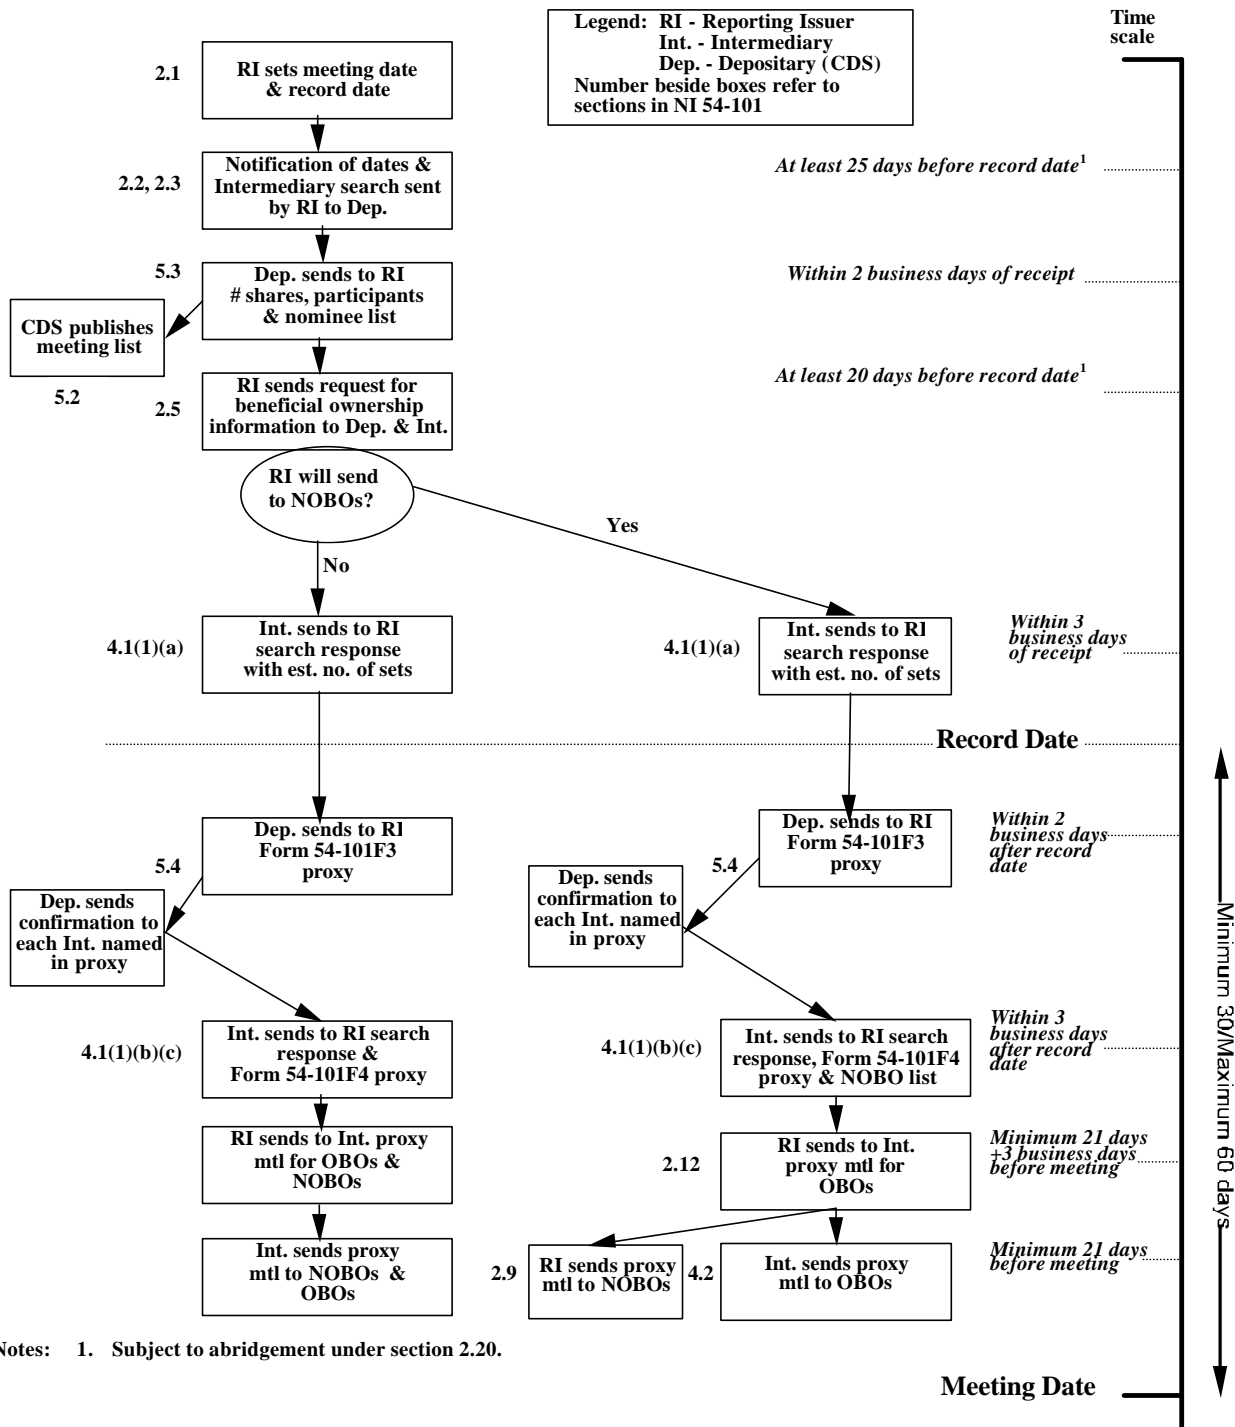 Legend: RI - Reporting Issuer
Int. - Intermediary
Dep. - Depositary (CDS)
Number beside boxes refer to
sections in NI 54-101
Time
scale
2.1
RI sets meeting date
& record date
2.2, 2.3
Notification of dates &
Intermediary search sent
by RI to Dep.
At least 25 days before record date1
5.3
Dep. sends to RI
# shares, participants
& nominee list
Within 2 business days of receipt
CDS publishes
meeting list
5.2
2.5
RI sends request for
beneficial ownership
information to Dep. & Int.
At least 20 days before record date1
RI will send
to NOBOs?
Yes
No
4.1(1)(a)
Int. sends to RI
search response
with est. no. of sets
4.1(1)(a)
Int. sends to RI
search response
with est. no. of sets
Within 3
business days
of receipt
Record Date
Dep. sends to RI
Form 54-101F3
proxy
5.4
Dep. sends
confirmation to
each Int. named
in proxy
Dep. sends to RI
Form 54-101F3
proxy
5.4
Dep. sends
confirmation to
each Int. named
in proxy
Within 2
business days
after record
date
4.1(1)(b)(c)
Int. sends to RI search
response &
Form 54-101F4 proxy
4.1(1)(b)(c)
Int. sends to RI search
response, Form 54-101F4
proxy & NOBO list
Within 3
business days
after record
date
RI sends to Int. proxy
mtl for OBOs &
NOBOs
2.12
RI sends to Int.
proxy mtl for
OBOs
Minimum 21 days
+3 business days
before meeting
Int. sends proxy
mtl to NOBOs &
OBOs
2.9
RI sends proxy
mtl to NOBOs
4.2
Int. sends proxy
mtl to OBOs
Minimum 21 days
before meeting
Minimum 30/Maximum 60 days
Notes: 1. Subject to abridgement under section 2.20.
Meeting Date